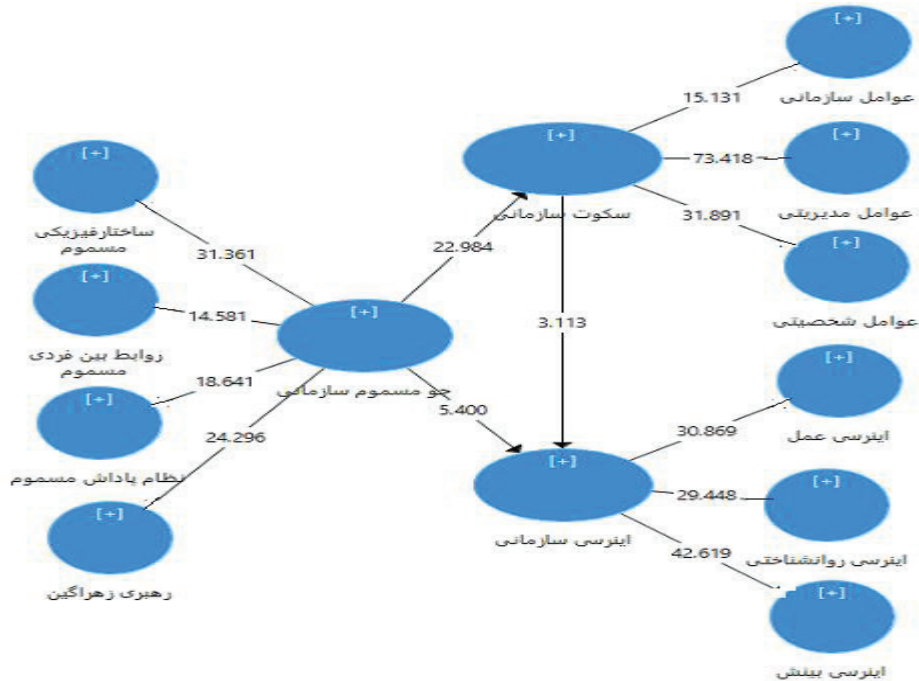 [+]
عوامل سازمانی
15.131
[+]
عوامل مدیریتی
73.418
[+]
سکوت سازمانی
31.891
[+]
عوامل شخصیتی
[+]
ساختارفیزیکی
مسموم
31.361
22.984
[+]
روابط بین فردی
مسموم
14.581
[+]
جو مسموم سازمانی
3.113
18.641
[+]
نظام پاداش مسموم
5.400
24.296
[+]
اینرسی عمل
30.869
[+]
اینرسی سازمانی
29.448
[+]
اینرسی روانشناختی
[+]
رهبری زهراگین
42.619
[+]
اینرسی بینش